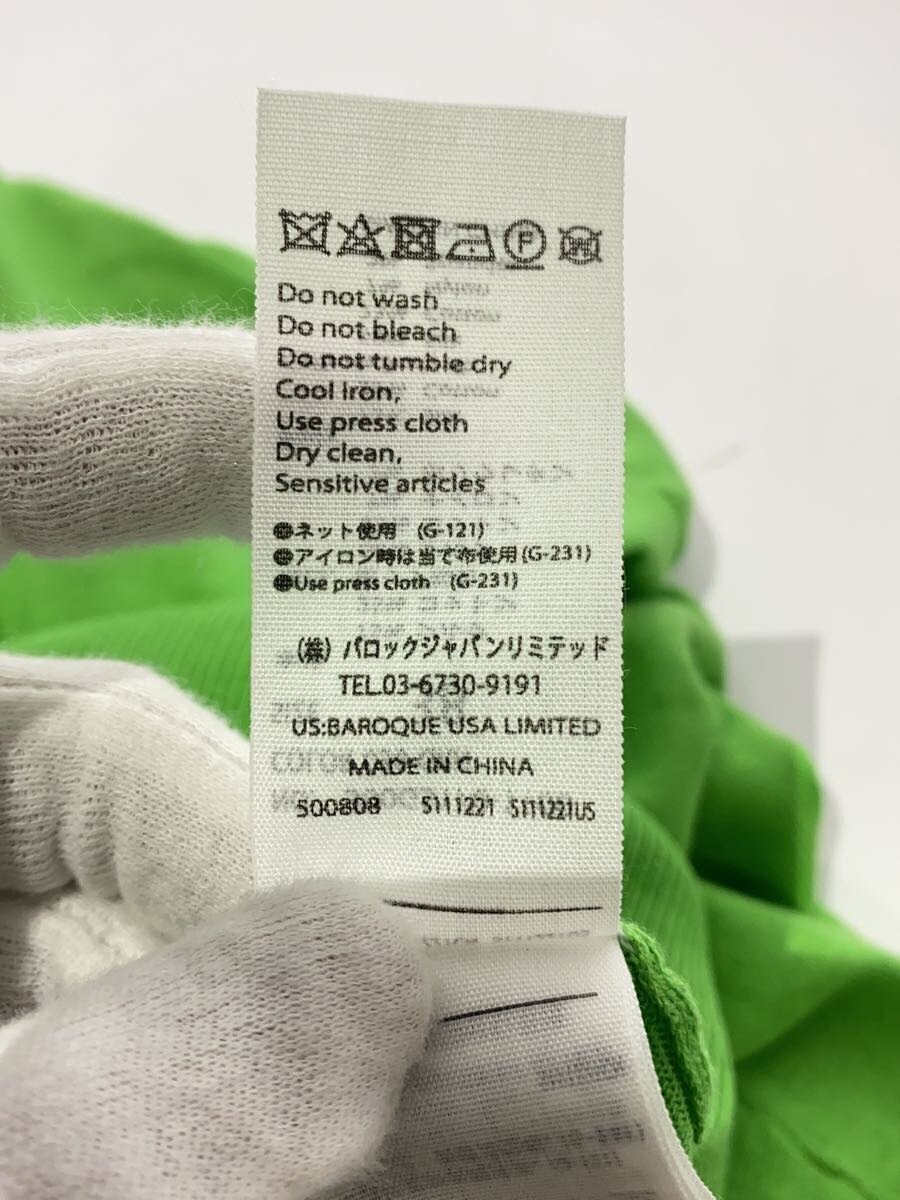 P
W
Do not wash
Do not bleach
Do not tumble dry
Cool iron,
Use press cloth
Dry clean,
Sensitive articles
●ネット使用 (G-121)
●アイロン時は当て布使用(G-231)
●Use press cloth (G-231)
(株) バロックジャパンリミテッド
TEL.03-6730-9191
US:BAROQUE USA LIMITED
MADE IN CHINA
500808 5111221 5111221US